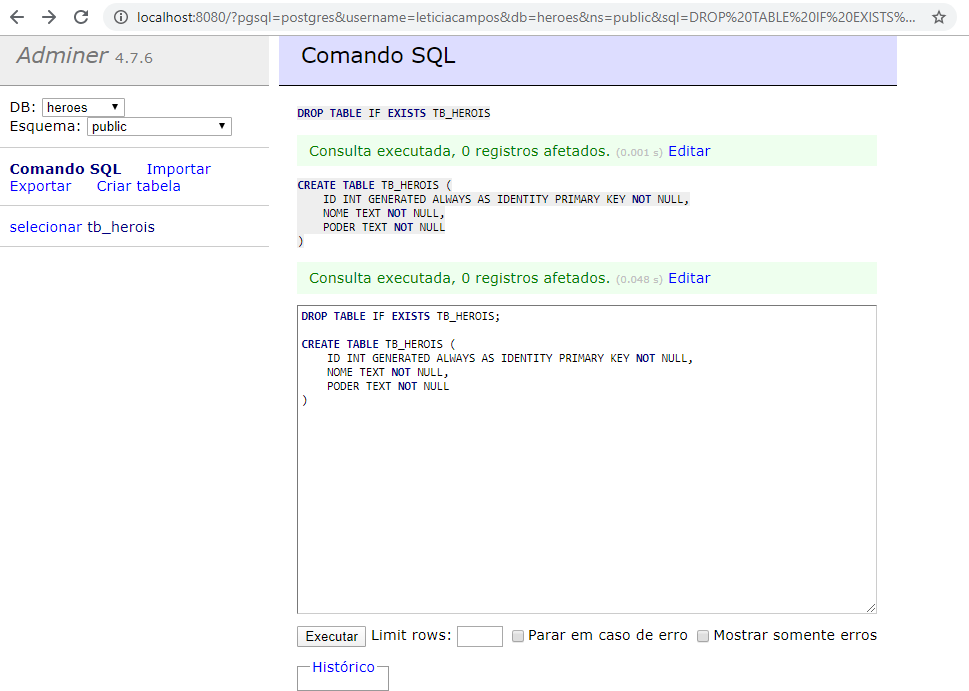 localhost:8080/?pgsql=postgres&username=leticiacampos&db=heroes&ns=public&sql=DROP%20TABLE%20IF%20EXISTS%...
Adminer 4.7.6
DB: heroes
Esquema: public
Comando SQL Importar
Exportar Criar tabela
selecionar tb_herois
Comando SQL
DROP TABLE IF EXISTS TB_HEROIS
Consulta executada, 0 registros afetados. (0.001 s) Editar
CREATE TABLE TB_HEROIS (
ID INT GENERATED ALWAYS AS IDENTITY PRIMARY KEY NOT NULL,
NOME TEXT NOT NULL,
PODER TEXT NOT NULL
)
Consulta executada, 0 registros afetados. (0.048 s) Editar
DROP TABLE IF EXISTS TB_HEROIS;
CREATE TABLE TB_HEROIS (
ID INT GENERATED ALWAYS AS IDENTITY PRIMARY KEY NOT NULL,
NOME TEXT NOT NULL,
PODER TEXT NOT NULL
)
Executar Limit rows: Parar em caso de erro Mostrar somente erros
Histórico